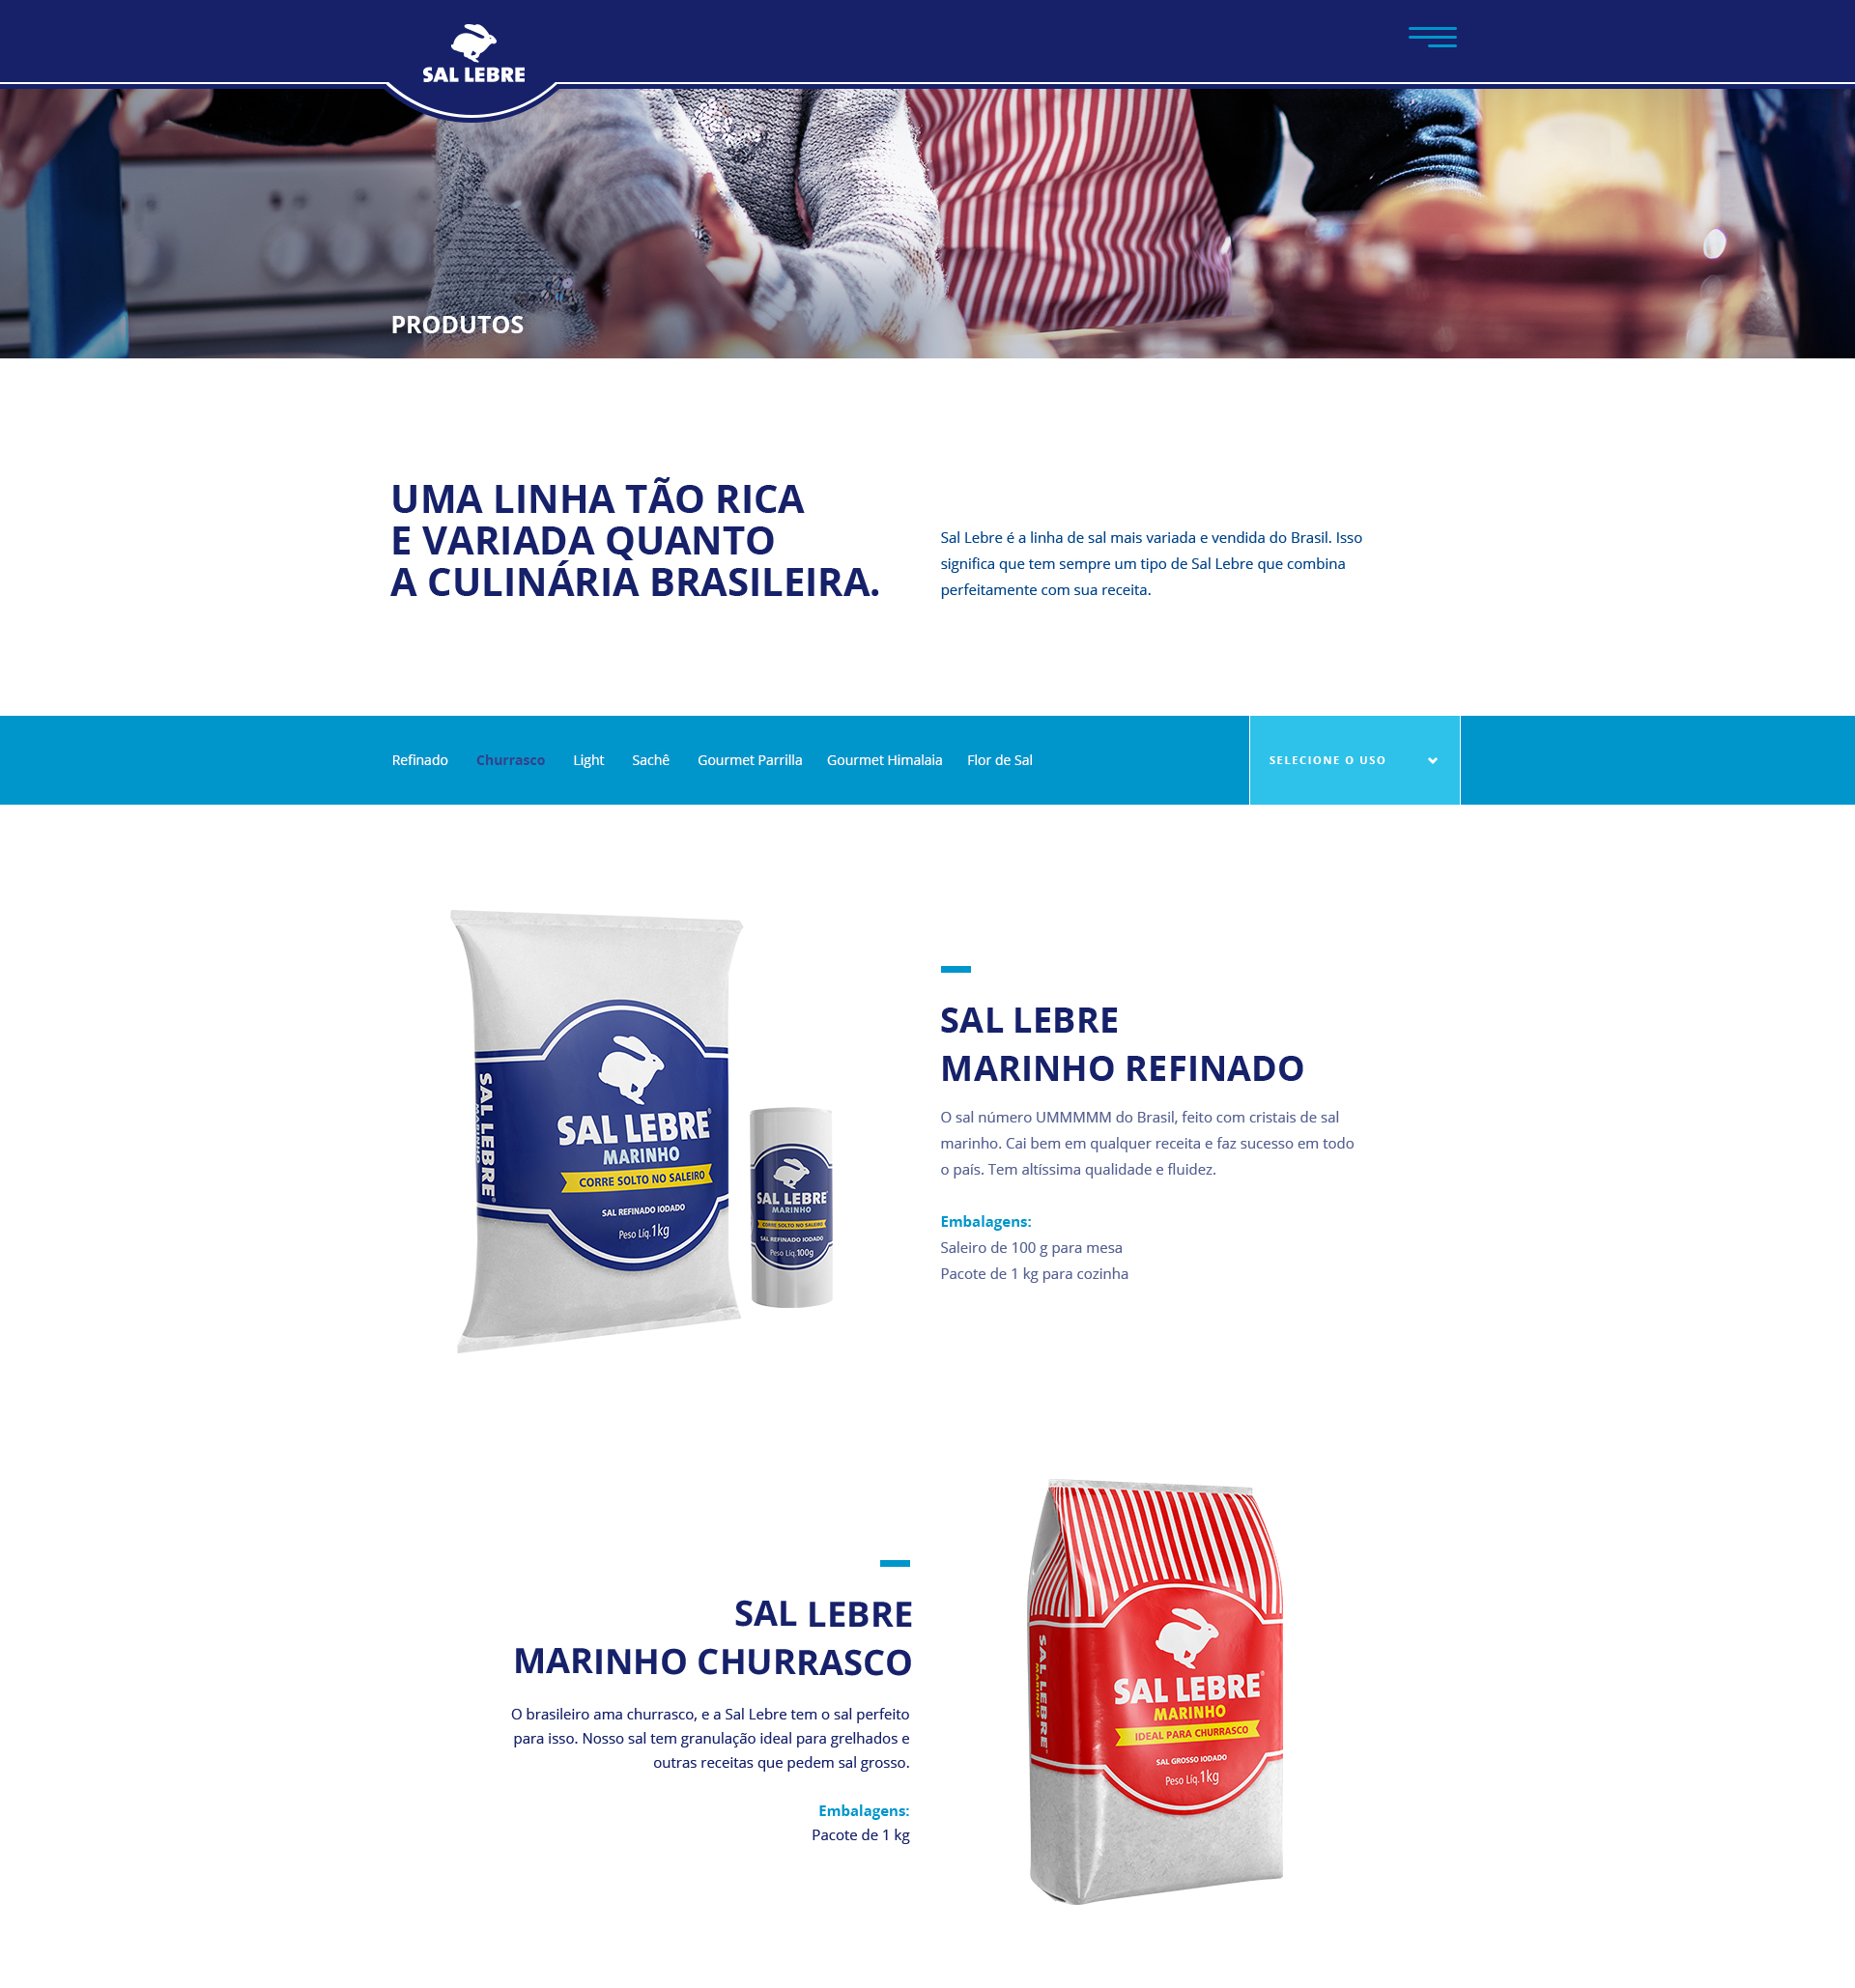 SAL LEBRE
PRODUTOS
UMA LINHA TÃO RICA
E VARIADA QUANTO
A CULINÁRIA BRASILEIRA.
Sal Lebre é a linha de sal mais variada e vendida do Brasil. Isso
significa que tem sempre um tipo de Sal Lebre que combina
perfeitamente com sua receita.
Refinado Churrasco Light Sachê Gourmet Parrilla Gourmet Himalaia Flor de Sal
SELECIONE O USO
SAL LEBRE
MARINHO
SAL LEBRE®
MARINHO
CORRE SOLTO NO SALEIRO
SAL REFINADO IODADO
Peso Líq. 1kg
SAL LEBRE®
MARINHO
CORRE SOLTO NO SALEIRO
SAL REFINADO IODADO
Peso Líq. 100g
SAL LEBRE
MARINHO REFINADO
O sal número UMMMMM do Brasil, feito com cristais de sal
marinho. Cai bem em qualquer receita e faz sucesso em todo
o país. Tem altíssima qualidade e fluidez.
Embalagens:
Saleiro de 100 g para mesa
Pacote de 1 kg para cozinha
SAL LEBRE
MARINHO CHURRASCO
O brasileiro ama churrasco, e a Sal Lebre tem o sal perfeito
para isso. Nosso sal tem granulação ideal para grelhados e
outras receitas que pedem sal grosso.
Embalagens:
Pacote de 1 kg
SAL LEBRE
MARINHO
SAL LEBRE®
MARINHO
IDEAL PARA CHURRASCO
SAL GROSSO IODADO
Peso Líq. 1kg